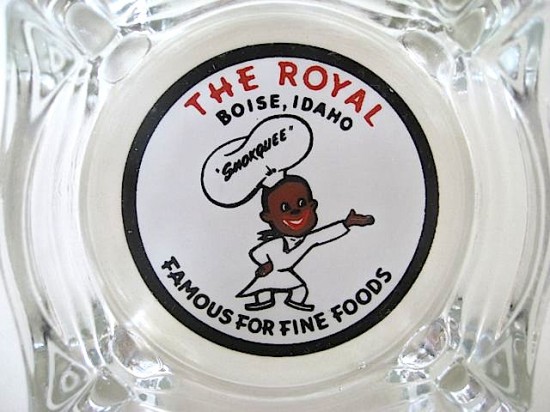 THE ROYAL
BOISE, IDAHO
"SMOKQUEE"
FAMOUS FOR FINE FOODS